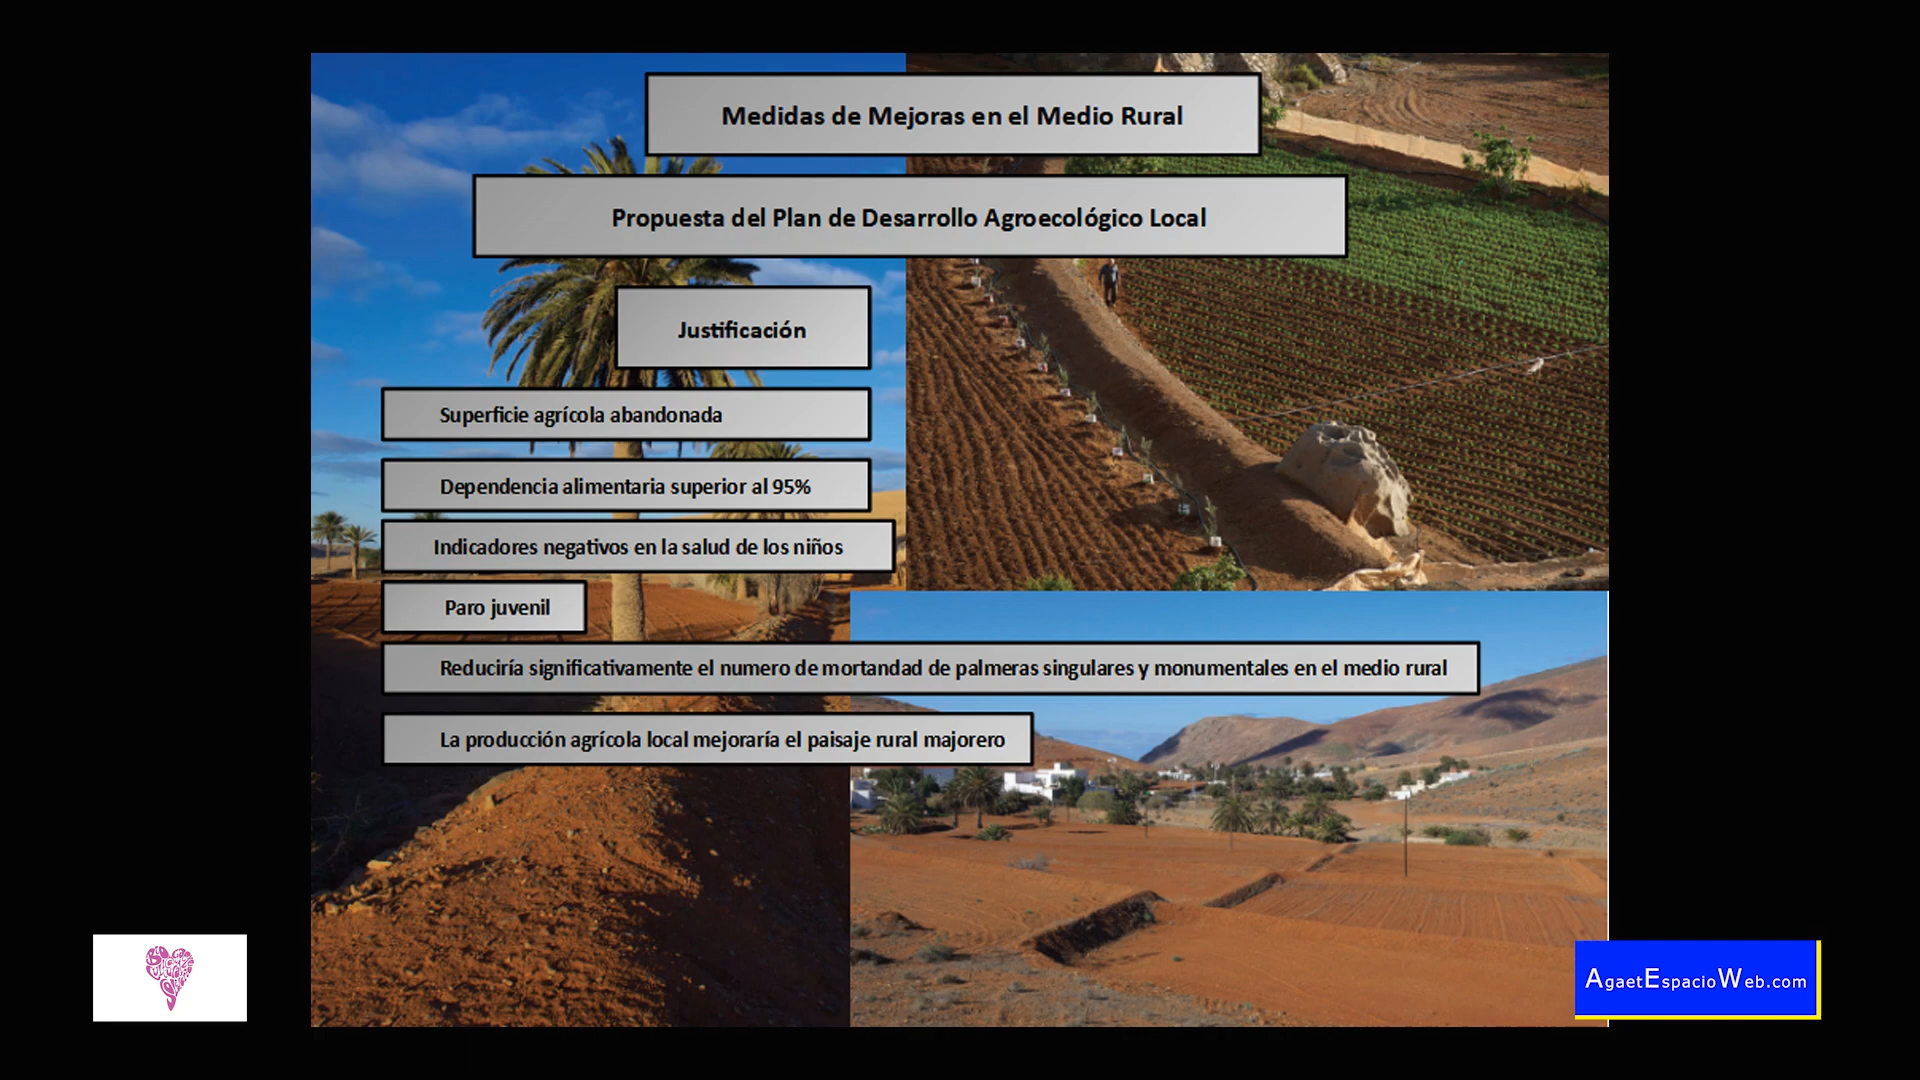 Medidas de Mejoras en el Medio Rural
Propuesta del Plan de Desarrollo Agroecológico Local
Justificación
Superficie agrícola abandonada
Dependencia alimentaria superior al 95%
Indicadores negativos en la salud de los niños
Paro juvenil
Reduciría significativamente el numero de mortandad de palmeras singulares y monumentales en el medio rural
La producción agrícola local mejoraría el paisaje rural majorero
AgaetEspacioWeb.com